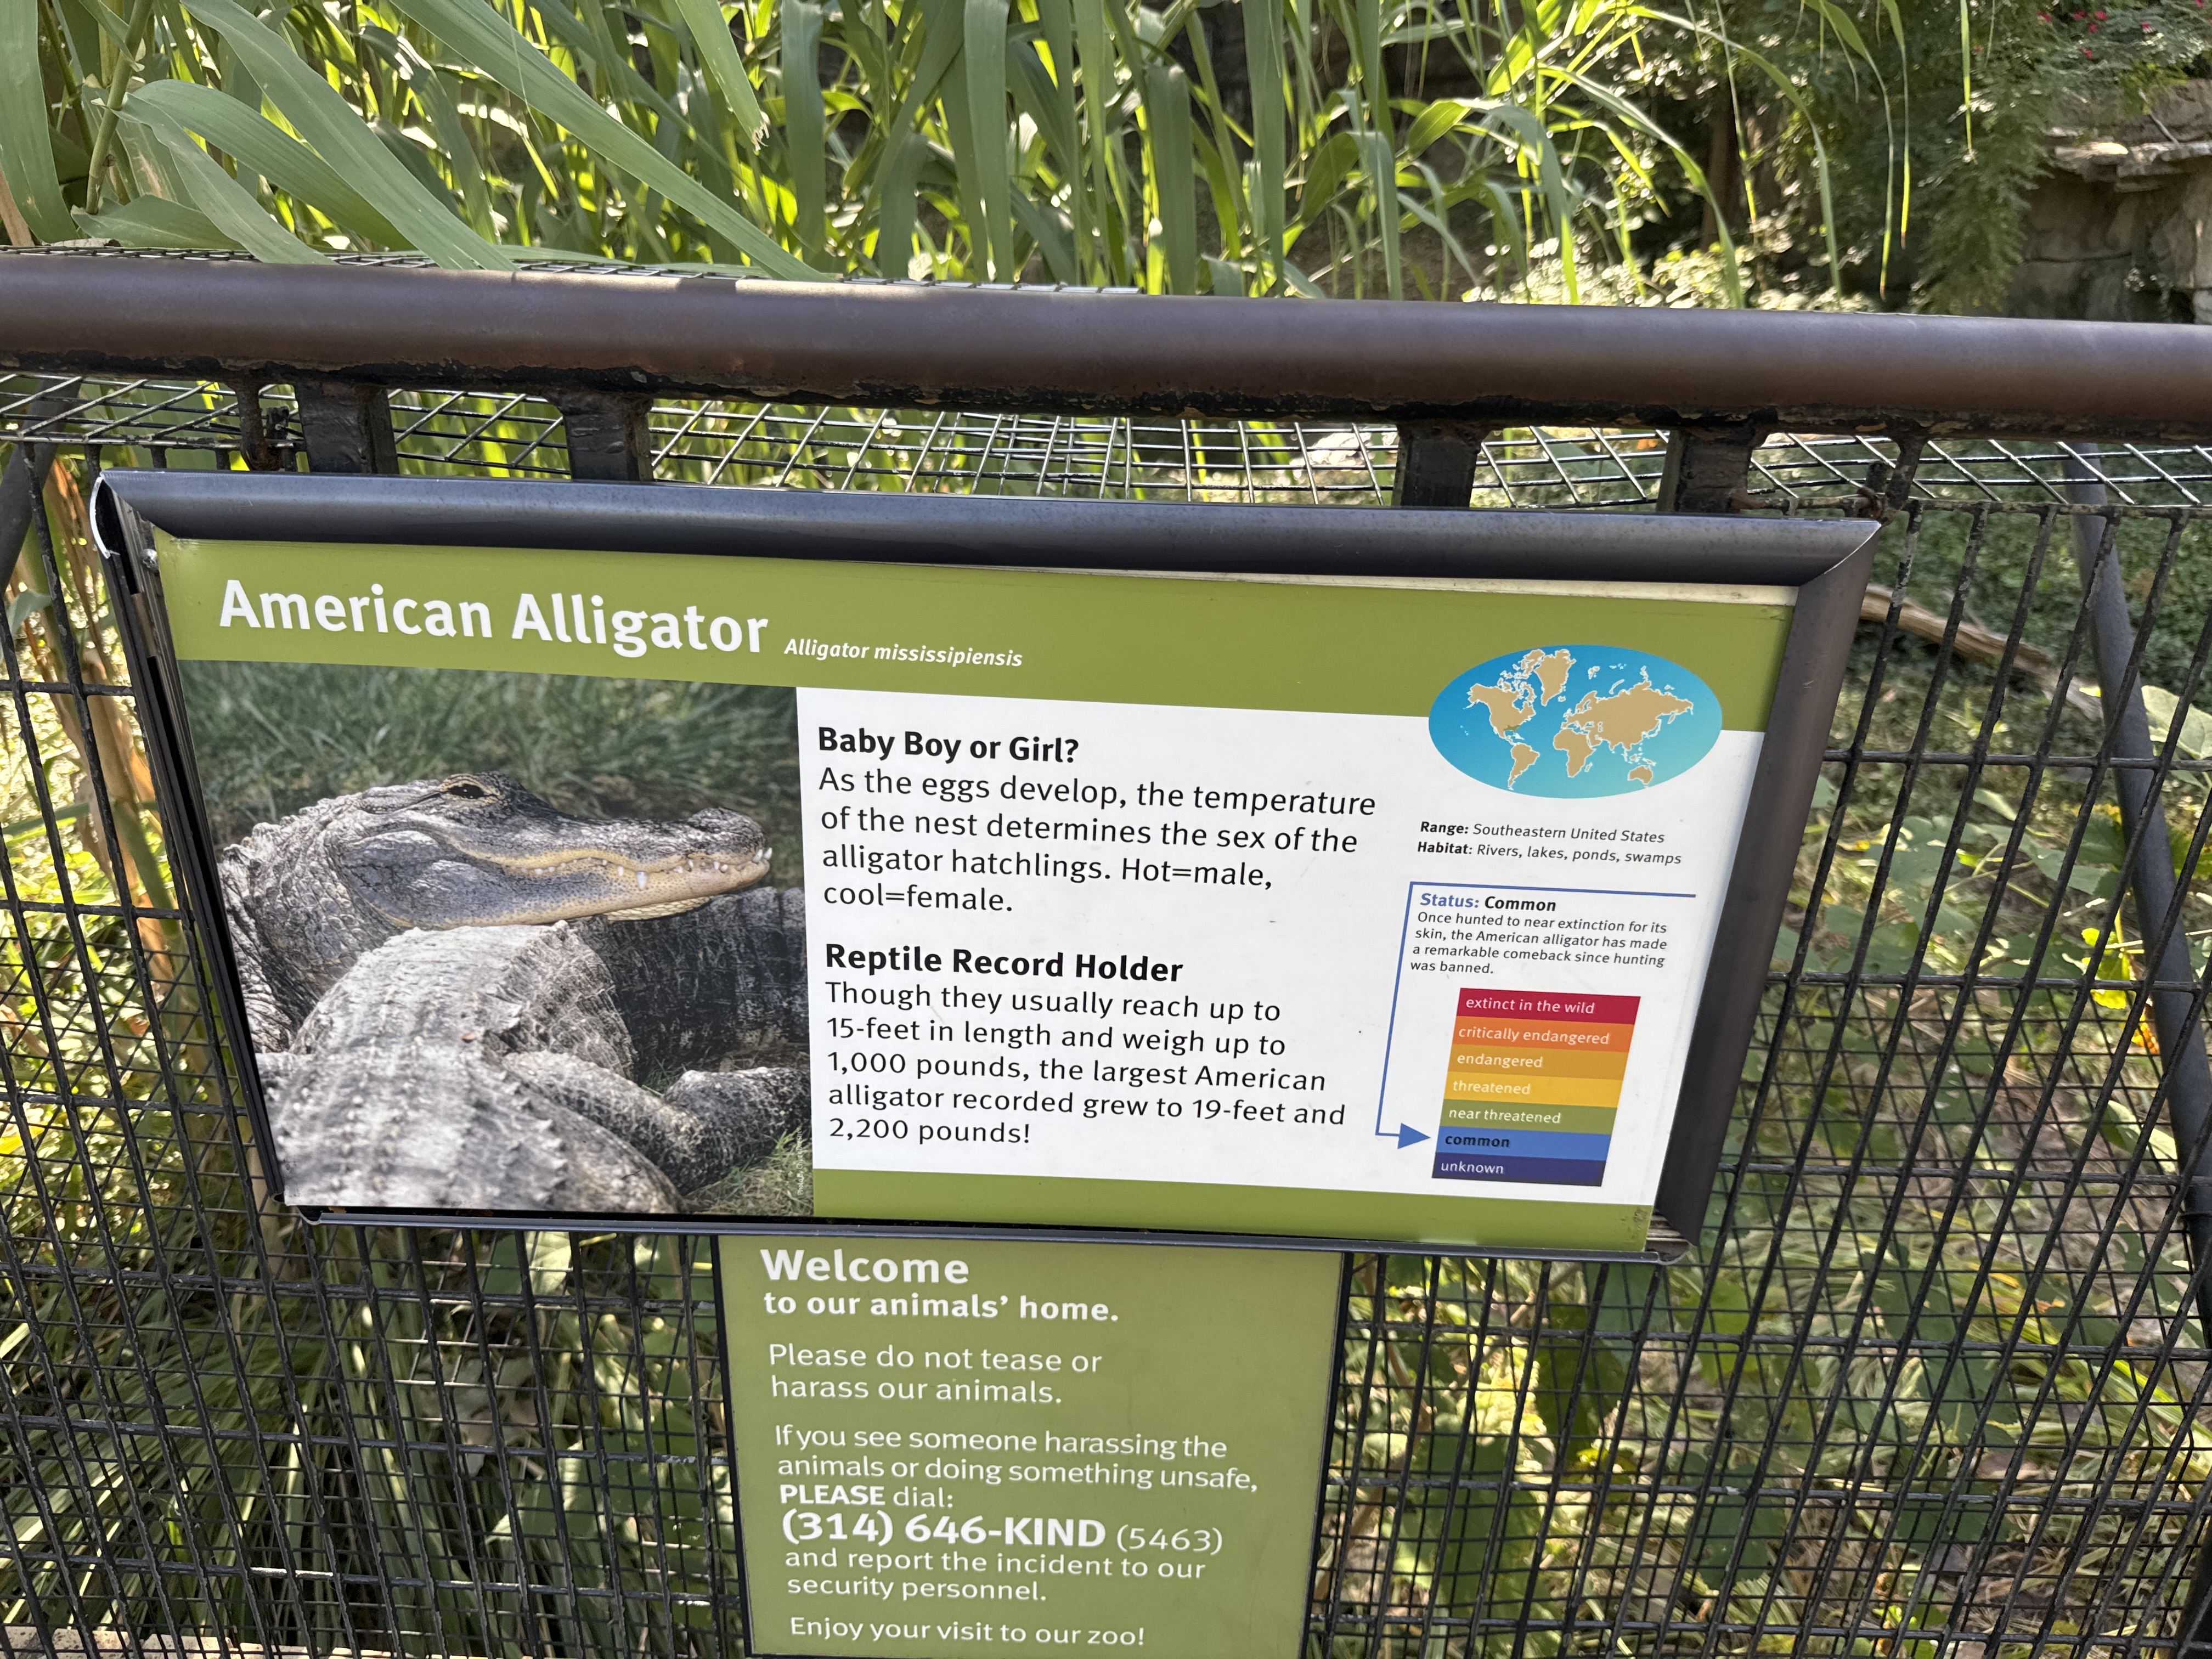 American Alligator Alligator mississipiensis
Baby Boy or Girl?
As the eggs develop, the temperature
of the nest determines the sex of the
alligator hatchlings. Hot=male,
cool=female.
Reptile Record Holder
Though they usually reach up to
15-feet in length and weigh up to
1,000 pounds, the largest American
alligator recorded grew to 19-feet and
2,200 pounds!
Range: Southeastern United States
Habitat: Rivers, lakes, ponds, swamps
Status: Common
Once hunted to near extinction for its
skin, the American alligator has made
a remarkable comeback since hunting
was banned.
extinct in the wild
critically endangered
endangered
threatened
near threatened
common
unknown
Welcome
to our animals’ home.
Please do not tease or
harass our animals.
If you see someone harassing the
animals or doing something unsafe,
PLEASE dial:
(314) 646-KIND (5463)
and report the incident to our
security personnel.
Enjoy your visit to our zoo!